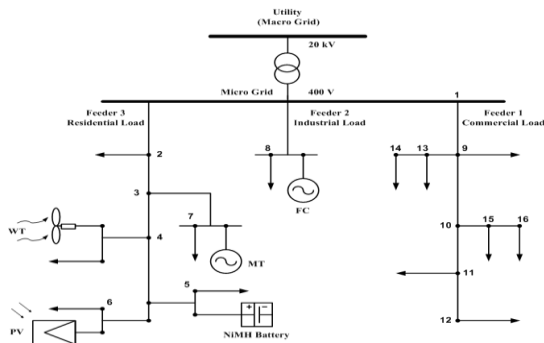 Utility
(Macro Grid)
20 kV
Micro Grid
400 V
1
Feeder 3
Residential Load
Feeder 2
Industrial Load
Feeder 1
Commercial Load
2
8
14
13
9
3
FC
7
WT
4
MT
10
15
16
5
11
6
+ -
PV
NiMH Battery
12